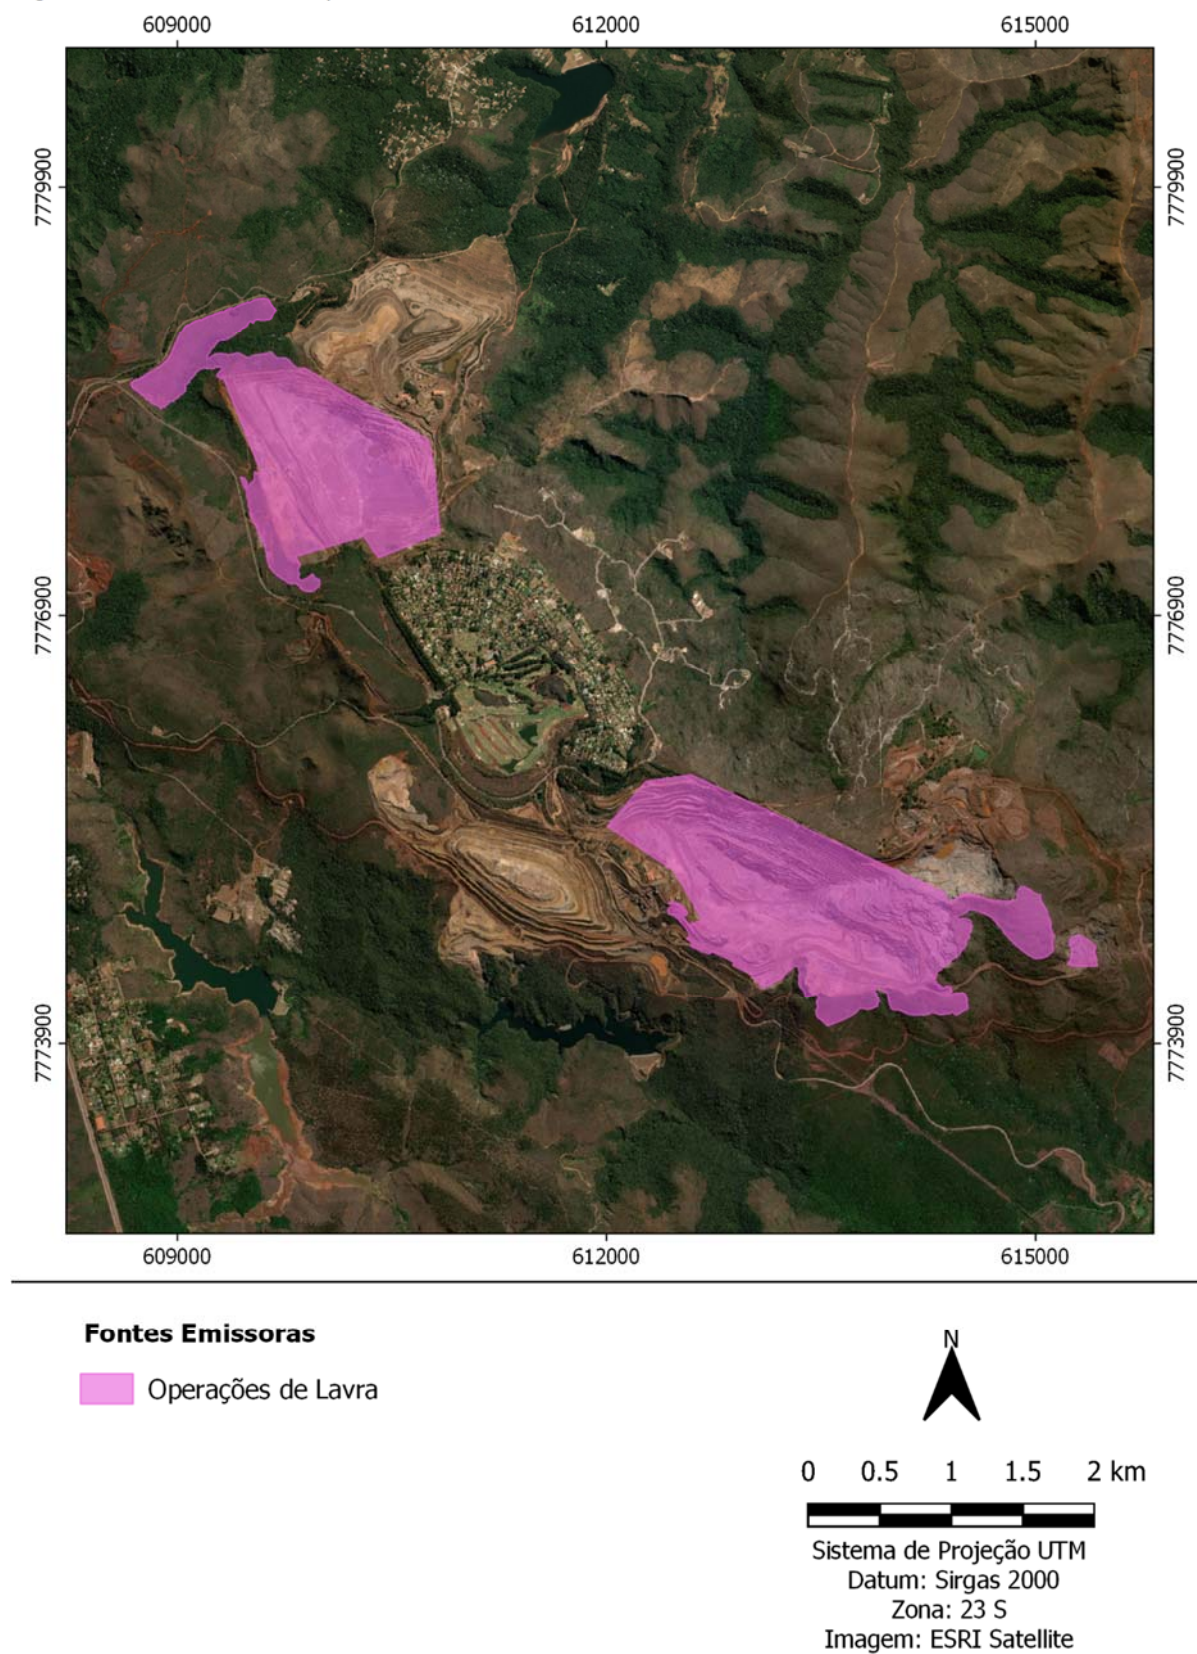 609000 612000 615000
7779900 7779900
7776900 7776900
7773900 7773900
609000 612000 615000
Fontes Emissoras
Operações de Lavra
N
0 0.5 1 1.5 2 km
Sistema de Projeção UTM
Datum: Sirgas 2000
Zona: 23 S
Imagem: ESRI Satellite